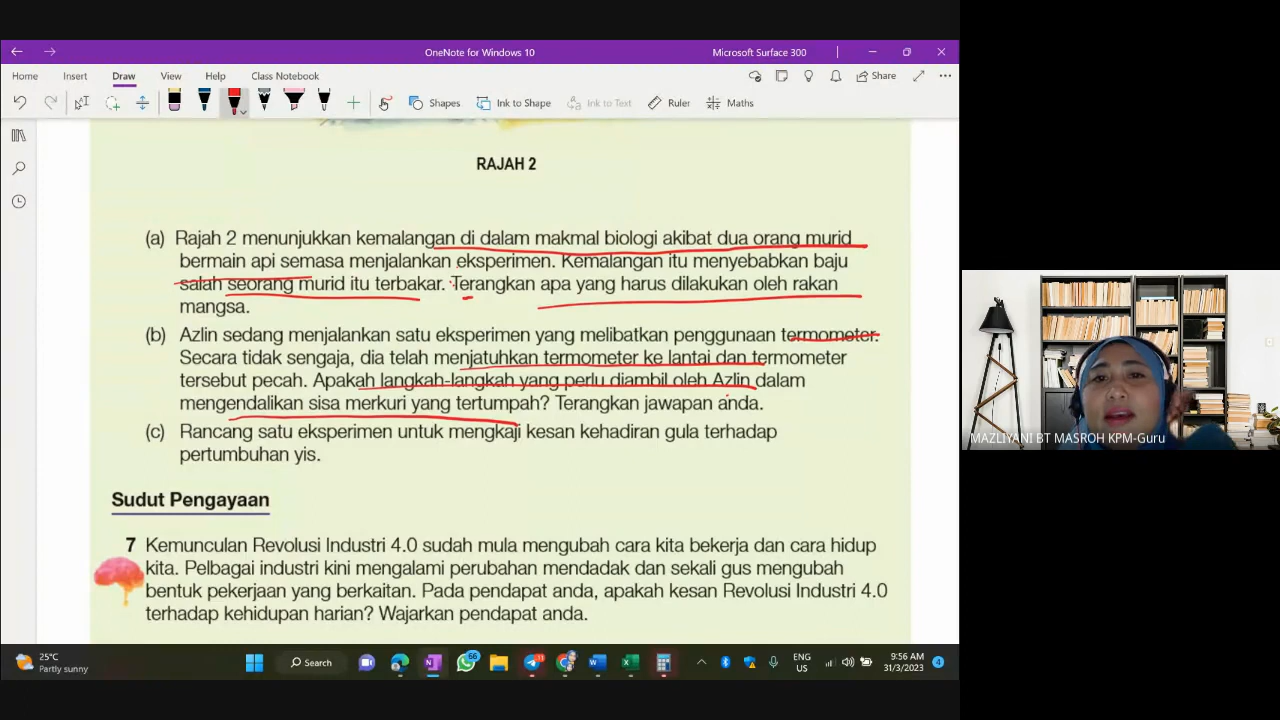 OneNote for Windows 10
Microsoft Surface 300
Home Insert Draw View Help Class Notebook
Share
Shapes Ink to Shape Ink to Text Ruler Maths
RAJAH 2
(a) Rajah 2 menunjukkan kemalangan di dalam makmal biologi akibat dua orang murid
bermain api semasa menjalankan eksperimen. Kemalangan itu menyebabkan baju
salah seorang murid itu terbakar. Terangkan apa yang harus dilakukan oleh rakan
mangsa.
(b) Azlin sedang menjalankan satu eksperimen yang melibatkan penggunaan termometer.
Secara tidak sengaja, dia telah menjatuhkan termometer ke lantai dan termometer
tersebut pecah. Apakah langkah-langkah yang perlu diambil oleh Azlin dalam
mengendalikan sisa merkuri yang tertumpah? Terangkan jawapan anda.
(c) Rancang satu eksperimen untuk mengkaji kesan kehadiran gula terhadap
pertumbuhan yis.
Sudut Pengayaan
7 Kemunculan Revolusi Industri 4.0 sudah mula mengubah cara kita bekerja dan cara hidup
kita. Pelbagai industri kini mengalami perubahan mendadak dan sekali gus mengubah
bentuk pekerjaan yang berkaitan. Pada pendapat anda, apakah kesan Revolusi Industri 4.0
terhadap kehidupan harian? Wajarkan pendapat anda.
MAZLIYANI BT MASROH KPM-Guru
25°C
Partly sunny
Search
66
11
ENG
US
9:56 AM
31/3/2023
4